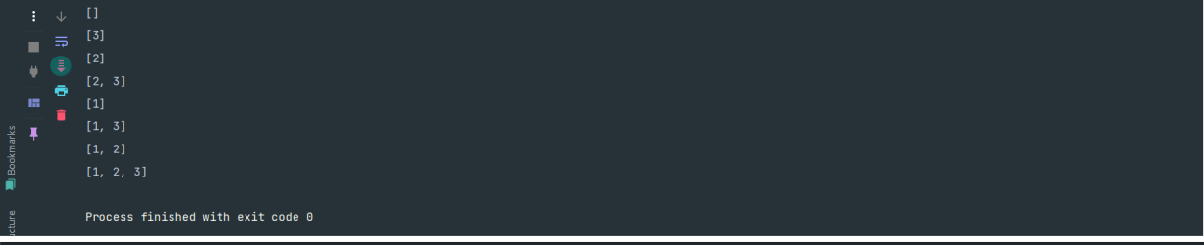 []
[3]
[2]
[2, 3]
[1]
[1, 3]
[1, 2]
[1, 2, 3]
Bookmarks
ucture
Process finished with exit code 0